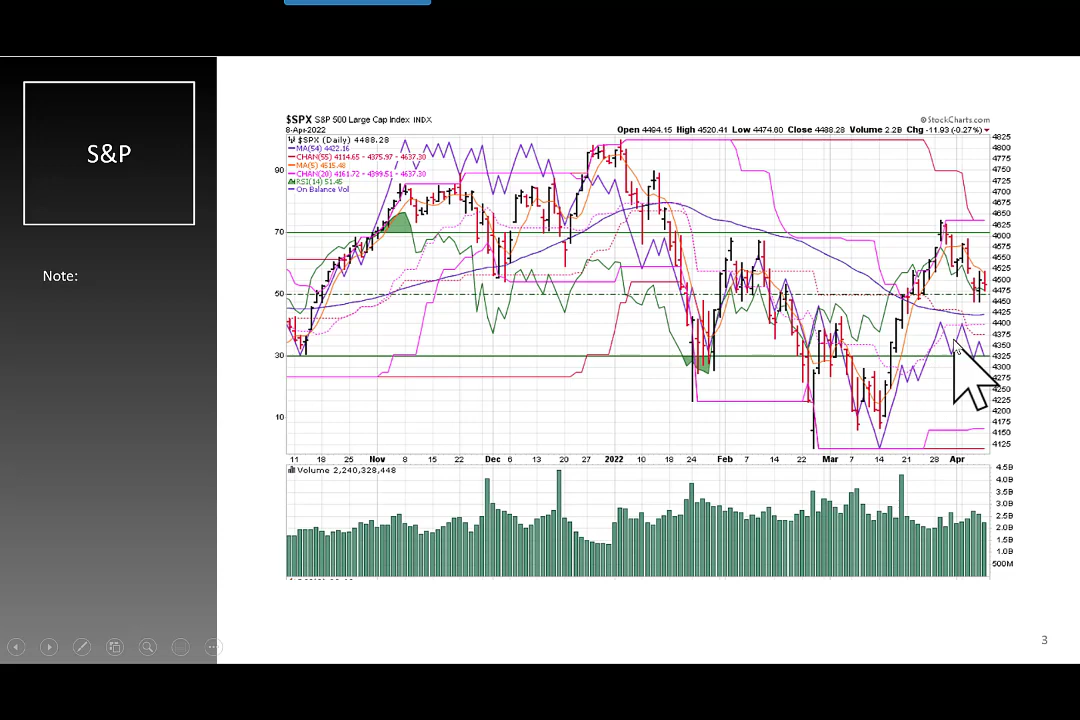 S&P
Note:
$SPX S&P 500 Large Cap Index INDX
© StockCharts.com
8-Apr-2022
Open 4494.15 High 4520.41 Low 4474.60 Close 4488.28 Volume 2.2B Chg -11.93 (-0.27%)
$SPX (Daily) 4488.28
MA(54) 4422.16
CHAN(55) 4114.65 - 4375.97 - 4637.30
MA(5) 4515.48
CHAN(20) 4161.72 - 4399.51 - 4637.30
RSI(14) 51.45
On Balance Vol
90
70
50
30
10
4825
4800
4775
4750
4725
4700
4675
4650
4625
4600
4575
4550
4525
4500
4475
4450
4425
4400
4375
4350
4325
4300
4275
4250
4225
4200
4175
4150
4125
11 18 25 Nov 8 15 22 Dec 6 13 20 27 2022 10 18 24 Feb 7 14 22 Mar 7 14 21 28 Apr
Volume 2,240,328,448
4.5B
4.0B
3.5B
3.0B
2.5B
2.0B
1.5B
1.0B
500M
3